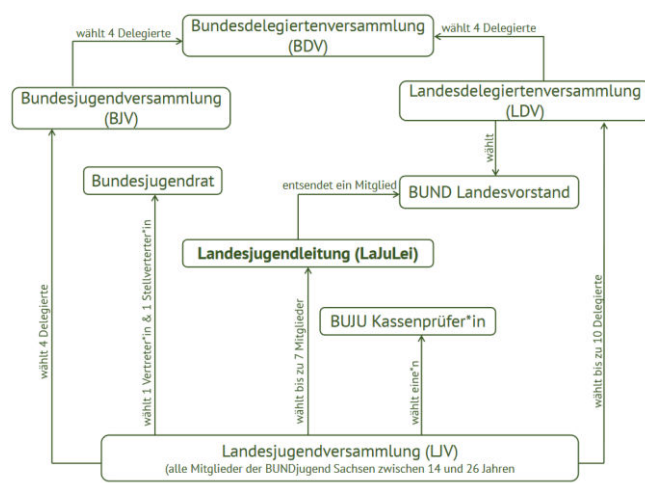 Bundesdelegiertenversammlung
(BDV)
wählt 4 Delegierte
wählt 4 Delegierte
Bundesjugendversammlung
(BJV)
Landesdelegiertenversammlung
(LDV)
wählt
Bundesjugendrat
entsendet ein Mitglied
BUND Landesvorstand
Landesjugendleitung (LaJuLei)
BUJU Kassenprüfer*in
wählt 4 Delegierte
wählt 1 Vertreter*in & 1 Stellverterter*in
wählt bis zu 7 Mitglieder
wählt eine*n
wählt bis zu 10 Delegierte
Landesjugendversammlung (LJV)
(alle Mitglieder der BUNDjugend Sachsen zwischen 14 und 26 Jahren